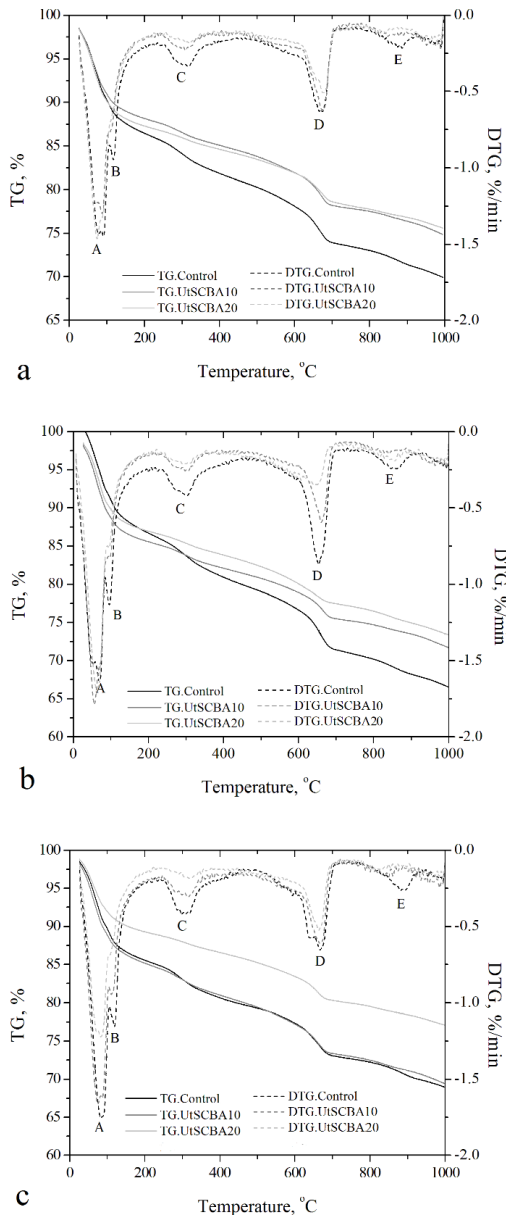 100
95
90
85
80
75
70
65
0.0
-0.5
-1.0
-1.5
-2.0
TG, %
DTG, %/min
A
B
C
D
E
TG.Control
TG.UtSCBA10
TG.UtSCBA20
DTG.Control
DTG.UtSCBA10
DTG.UtSCBA20
0 200 400 600 800 1000
Temperature, °C
a
100
95
90
85
80
75
70
65
60
0.0
-0.5
-1.0
-1.5
-2.0
TG, %
DTG, %/min
A
B
C
D
E
TG.Control
TG.UtSCBA10
TG.UtSCBA20
DTG.Control
DTG.UtSCBA10
DTG.UtSCBA20
0 200 400 600 800 1000
Temperature, °C
b
100
95
90
85
80
75
70
65
60
0.0
-0.5
-1.0
-1.5
-2.0
TG, %
DTG, %/min
A
B
C
D
E
TG.Control
TG.UtSCBA10
TG.UtSCBA20
DTG.Control
DTG.UtSCBA10
DTG.UtSCBA20
0 200 400 600 800 1000
Temperature, °C
c